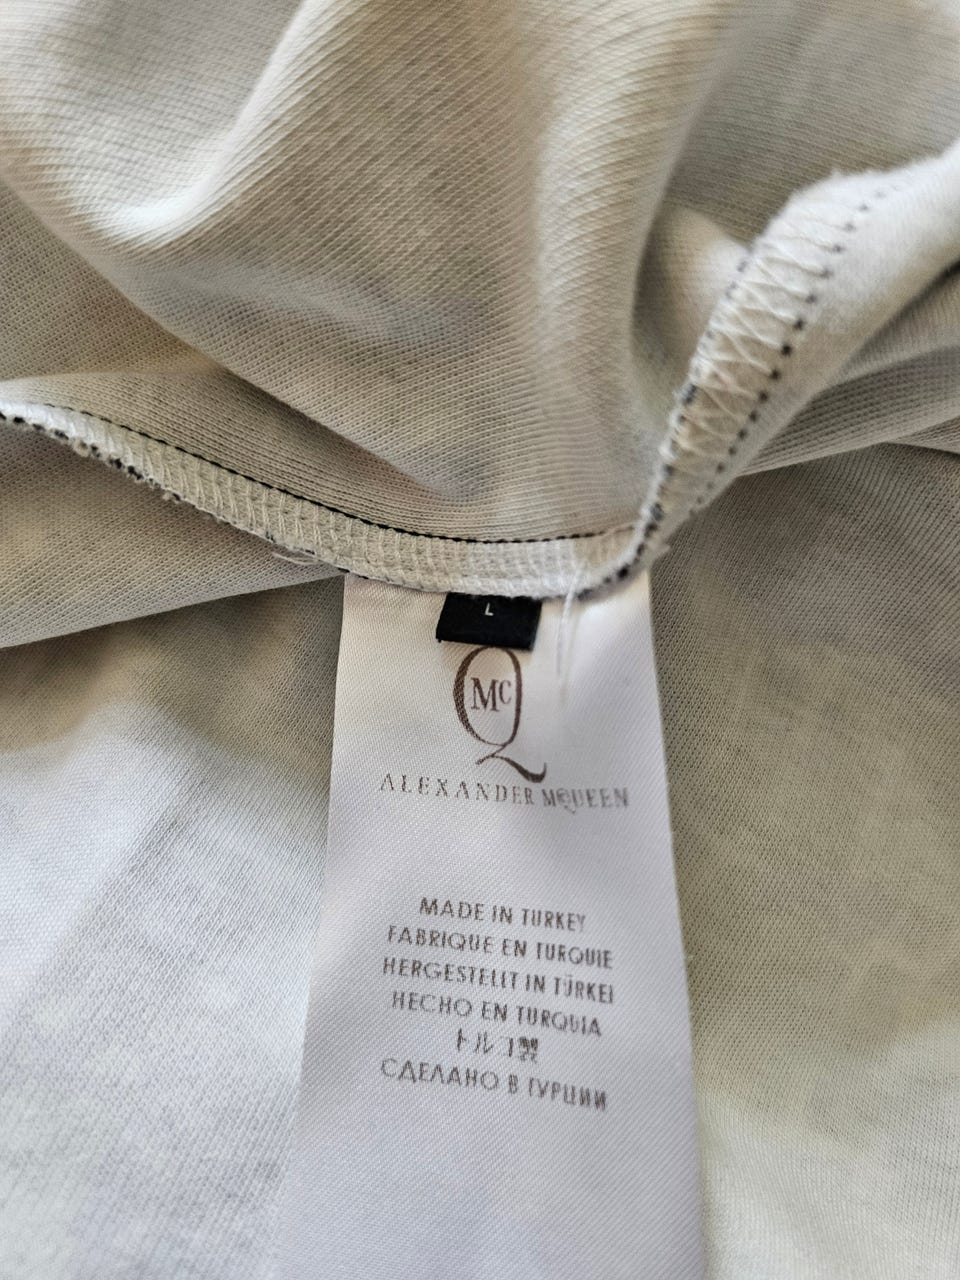 L
McQ
ALEXANDER McQUEEN
MADE IN TURKEY
FABRIQUE EN TURQUIE
HERGESTELLT IN TÜRKEI
HECHO EN TURQUIA
トルコ製
СДЕЛАНО В ТУРЦИИ